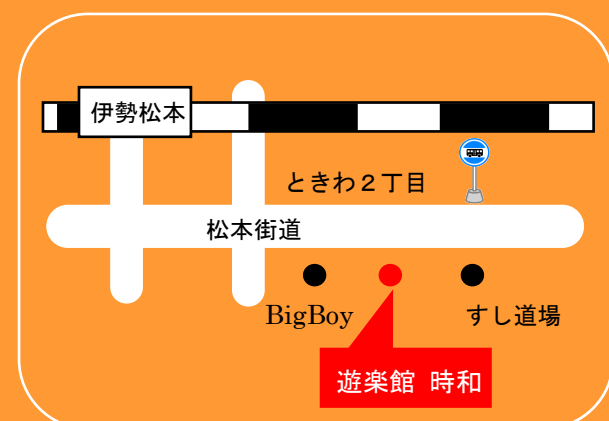 伊勢松本
ときわ２丁目
松本街道
BigBoy
すし道場
遊楽館 時和